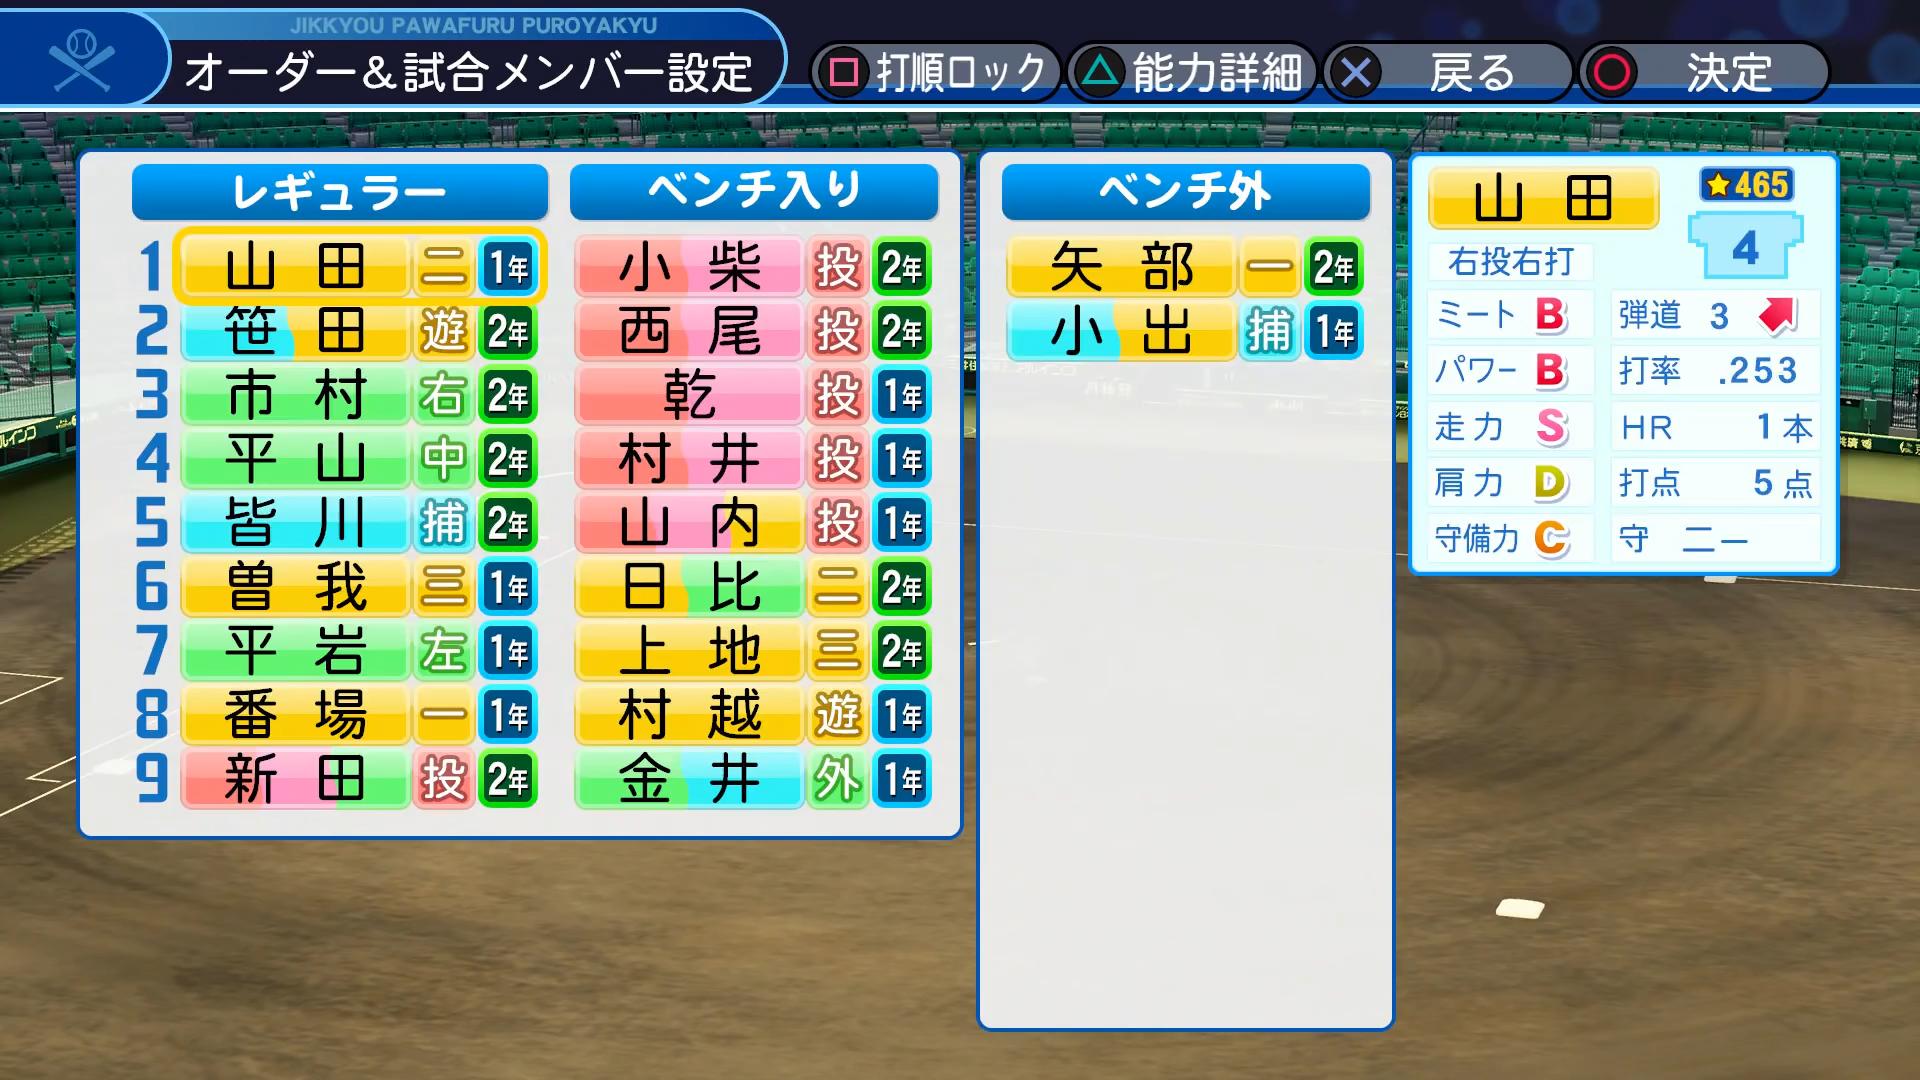 JIKKYOU PAWAFURU PUROYAKYU
オーダー&試合メンバー設定
打順ロック
能力詳細
戻る
決定
レギュラー
1 山田 二 1年
2 笹田 遊 2年
3 市村 右 2年
4 平山 中 2年
5 皆川 捕 2年
6 曽我 三 1年
7 平岩 左 1年
8 番場 一 1年
9 新田 投 2年
ベンチ入り
小柴 投 2年
西尾 投 2年
乾 投 1年
村井 投 1年
山内 投 1年
日比 二 2年
上地 三 2年
村越 遊 1年
金井 外 1年
ベンチ外
矢部 一 2年
小出 捕 1年
山田
★465
4
右投右打
ミート B 弾道 3
パワー B 打率 .253
走力 S HR 1本
肩力 D 打点 5点
守備力 C 守 二一